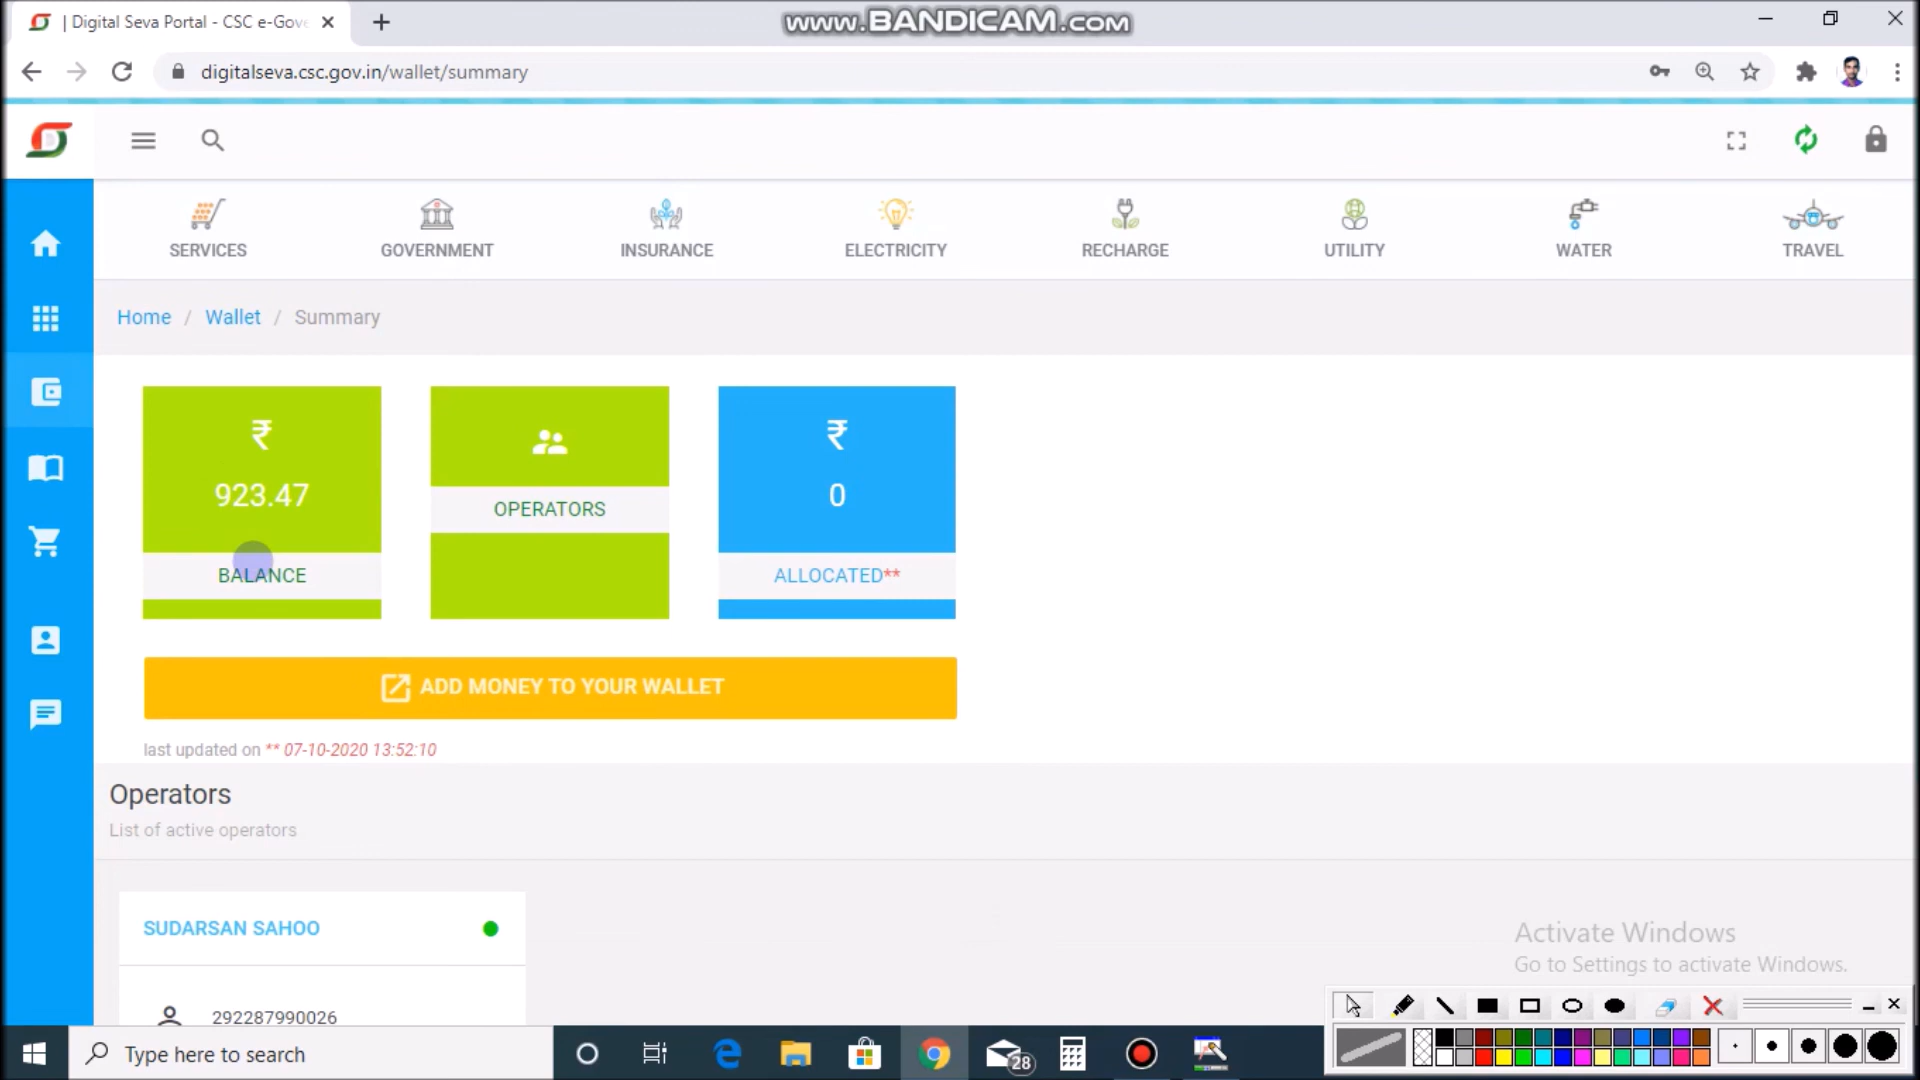 | Digital Seva Portal - CSC e-Gove
www.BANDICAM.com
digitalseva.csc.gov.in/wallet/summary
SERVICES
GOVERNMENT
INSURANCE
ELECTRICITY
RECHARGE
UTILITY
WATER
TRAVEL
Home / Wallet / Summary
₹
923.47
BALANCE
OPERATORS
₹
0
ALLOCATED**
ADD MONEY TO YOUR WALLET
last updated on ** 07-10-2020 13:52:10
Operators
List of active operators
SUDARSAN SAHOO
292287990026
Activate Windows
Go to Settings to activate Windows.
Type here to search
28